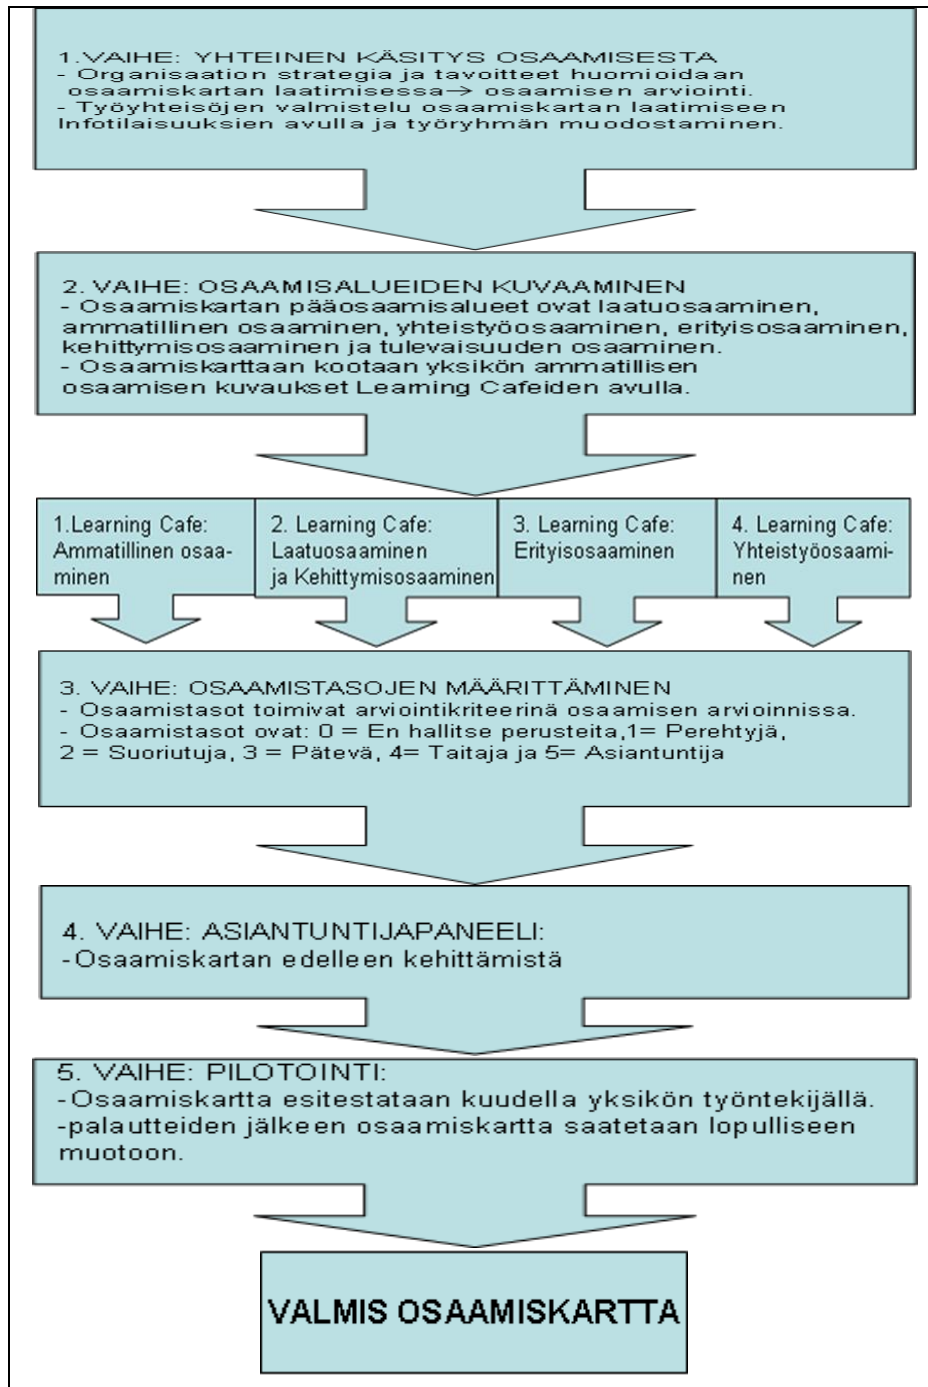 1.VAIHE: YHTEINEN KÄSITYS OSAAMISESTA
- Organisaation strategia ja tavoitteet huomioidaan
osaamiskartan laatimisessa→ osaamisen arviointi.
- Työyhteisöjen valmistelu osaamiskartan laatimiseen
Infotilaisuuksien avulla ja työryhmän muodostaminen.
2. VAIHE: OSAAMISALUEIDEN KUVAAMINEN
- Osaamiskartan pääosaamisalueet ovat laatuosaaminen,
ammatillinen osaaminen, yhteistyöosaaminen, erityisosaaminen,
kehittymisosaaminen ja tulevaisuuden osaaminen.
- Osaamiskarttaan kootaan yksikön ammatillisen
osaamisen kuvaukset Learning Cafeiden avulla.
1.Learning Cafe:
Ammatillinen osaa-
minen
2. Learning Cafe:
Laatuosaaminen
ja Kehittymisosaaminen
3. Learning Cafe:
Erityisosaaminen
4. Learning Cafe:
Yhteistyöosaami-
nen
3. VAIHE: OSAAMISTASOJEN MÄÄRITTÄMINEN
- Osaamistasot toimivat arviointikriteerinä osaamisen arvioinnissa.
- Osaamistasot ovat: 0 = En hallitse perusteita,1= Perehtyjä,
2 = Suoriutuja, 3 = Pätevä, 4= Taitaja ja 5= Asiantuntija
4. VAIHE: ASIANTUNTIJAPANEELI:
-Osaamiskartan edelleen kehittämistä
5. VAIHE: PILOTOINTI:
-Osaamiskartta esitestataan kuudella yksikön työntekijällä.
-palautteiden jälkeen osaamiskartta saatetaan lopulliseen
muotoon.
VALMIS OSAAMISKARTTA